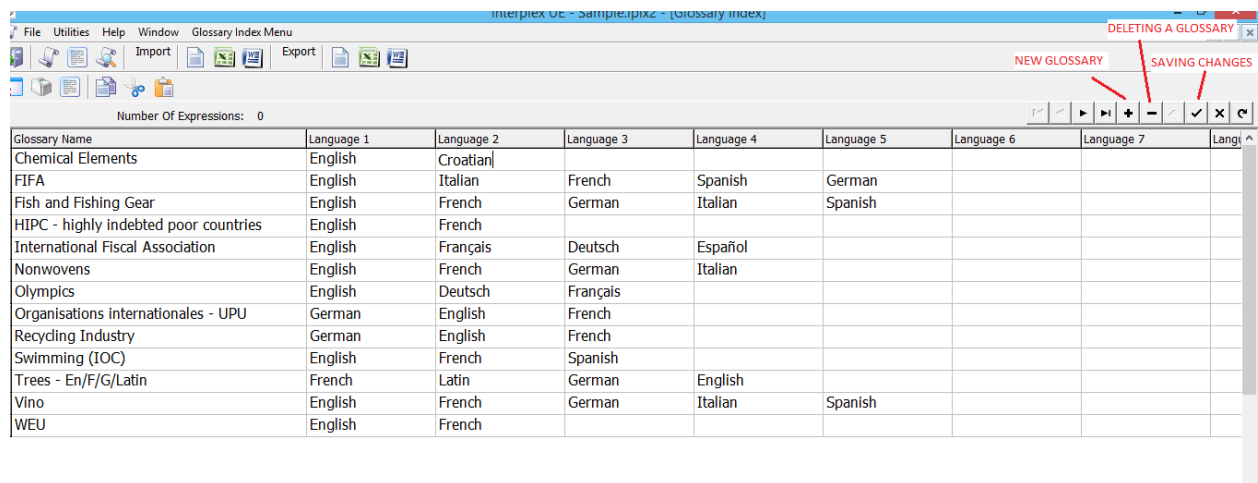 Interplex UE - Sample.ipix2 - [Glossary Index]
File Utilities Help Window Glossary Index Menu
DELETING A GLOSSARY
Import Export
NEW GLOSSARY SAVING CHANGES
Number Of Expressions: 0
Glossary Name Language 1 Language 2 Language 3 Language 4 Language 5 Language 6 Language 7 Langu
Chemical Elements English Croatian
FIFA English Italian French Spanish German
Fish and Fishing Gear English French German Italian Spanish
HIPC - highly indebted poor countries English French
International Fiscal Association English Français Deutsch Español
Nonwovens English French German Italian
Olympics English Deutsch Français
Organisations internationales - UPU German English French
Recycling Industry German English French
Swimming (IOC) English French Spanish
Trees - En/F/G/Latin French Latin German English
Vino English French German Italian Spanish
WEU English French